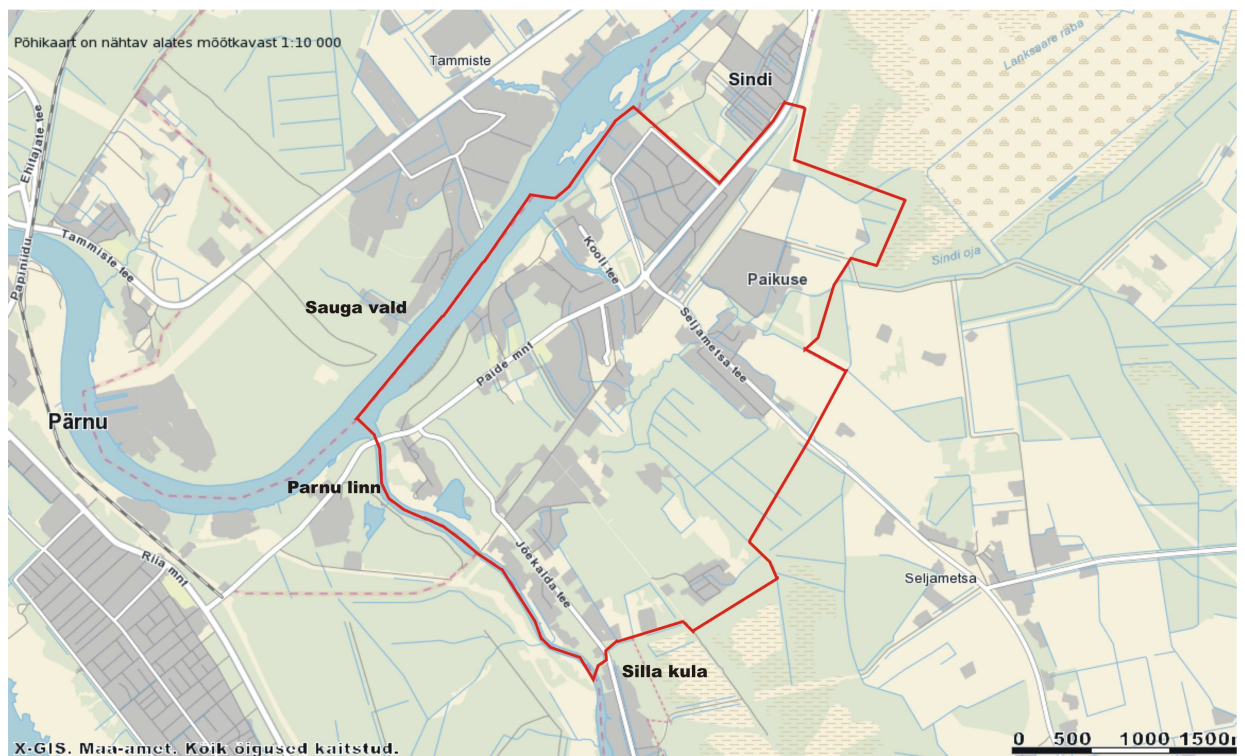 Põhikaart on nähtav alates mõõtkavast 1:10 000
Tammiste
Sindi
Lanksaare raba
Ehitajate tee
Papiniidu
Tammiste tee
Kooli tee
Sindi oja
Paikuse
Sauga vald
Seljametsa tee
Paide mnt
Pärnu
Parnu linn
Riia mnt
Jõekalda tee
Seljametsa
Silla kula
X-GIS. Maa-amet. Kõik õigused kaitstud.
0 500 1000 1500m